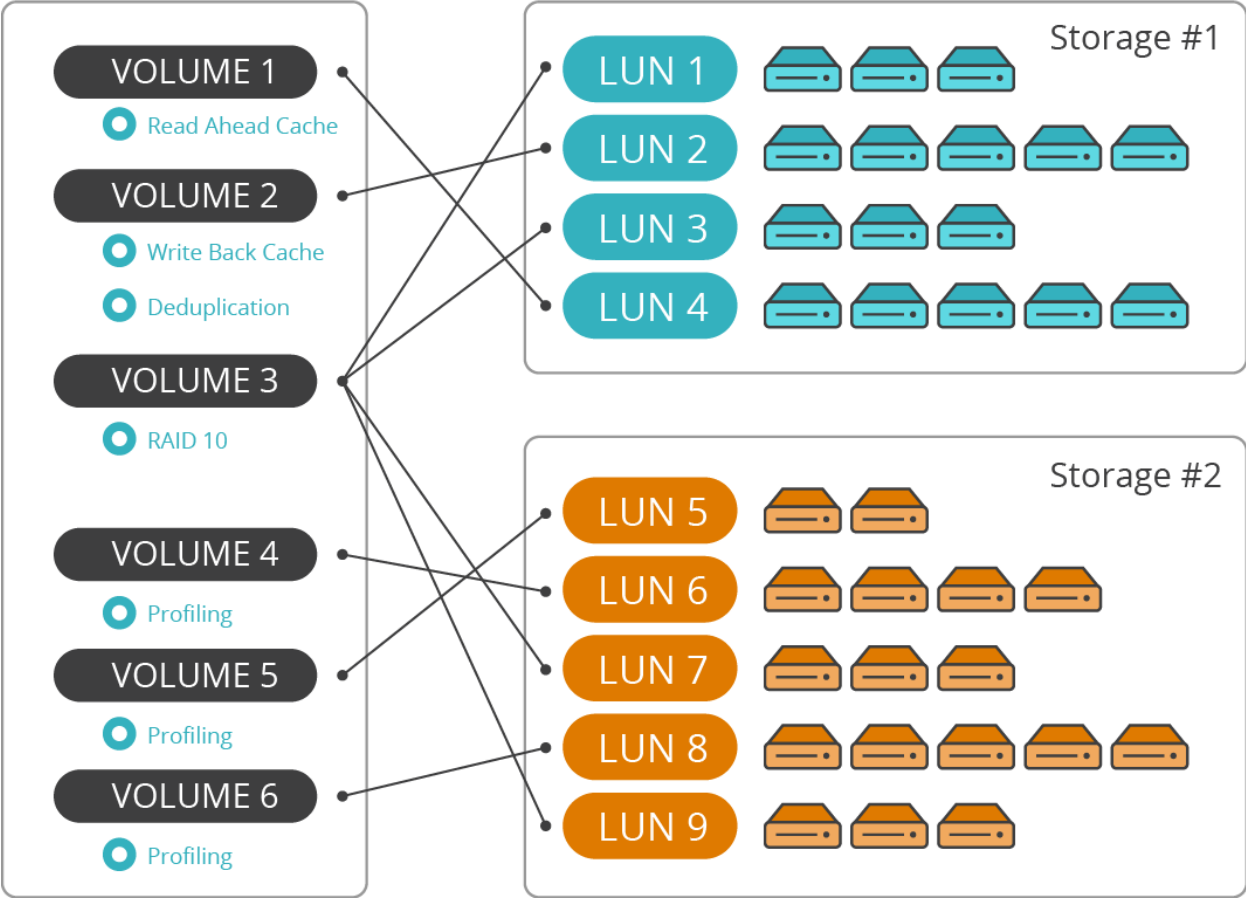 VOLUME 1
Read Ahead Cache
VOLUME 2
Write Back Cache
Deduplication
VOLUME 3
RAID 10
VOLUME 4
Profiling
VOLUME 5
Profiling
VOLUME 6
Profiling
Storage #1
LUN 1
LUN 2
LUN 3
LUN 4
Storage #2
LUN 5
LUN 6
LUN 7
LUN 8
LUN 9